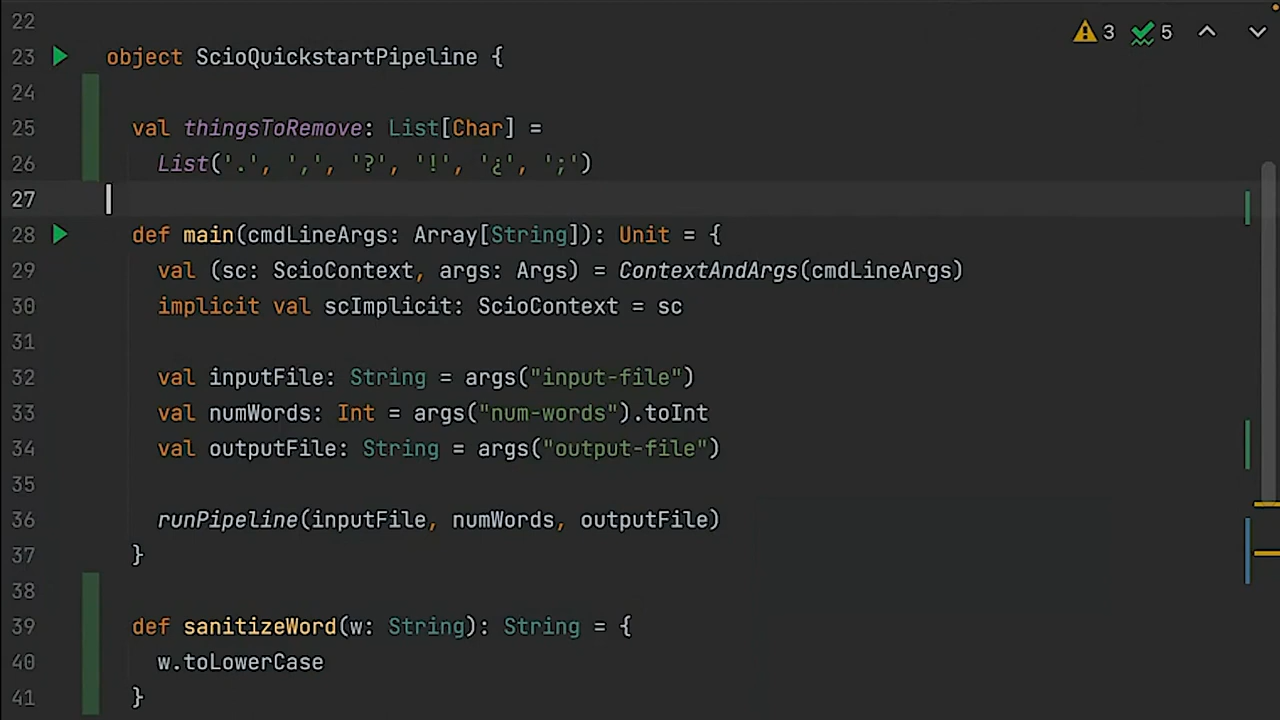 22
23 object ScioQuickstartPipeline { 3 5
24
25 val thingsToRemove: List[Char] =
26 List('.', ',', '?', '!', '¿', ';')
27
28 def main(cmdLineArgs: Array[String]): Unit = {
29 val (sc: ScioContext, args: Args) = ContextAndArgs(cmdLineArgs)
30 implicit val scImplicit: ScioContext = sc
31
32 val inputFile: String = args("input-file")
33 val numWords: Int = args("num-words").toInt
34 val outputFile: String = args("output-file")
35
36 runPipeline(inputFile, numWords, outputFile)
37 }
38
39 def sanitizeWord(w: String): String = {
40 w.toLowerCase
41 }